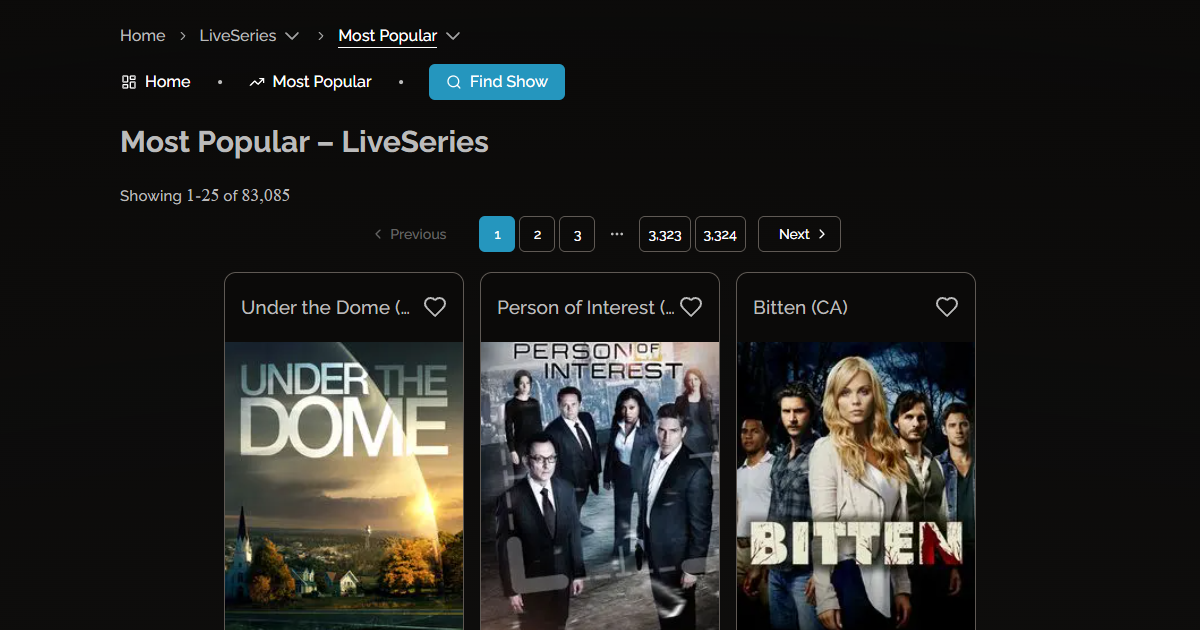 Home > LiveSeries > Most Popular
Home • Most Popular • Find Show
Most Popular – LiveSeries
Showing 1-25 of 83,085
< Previous 1 2 3 ... 3,323 3,324 Next >
Under the Dome (... Person of Interest (... Bitten (CA)
UNDER THE
DOME
PERSON OF
INTEREST
BITTEN